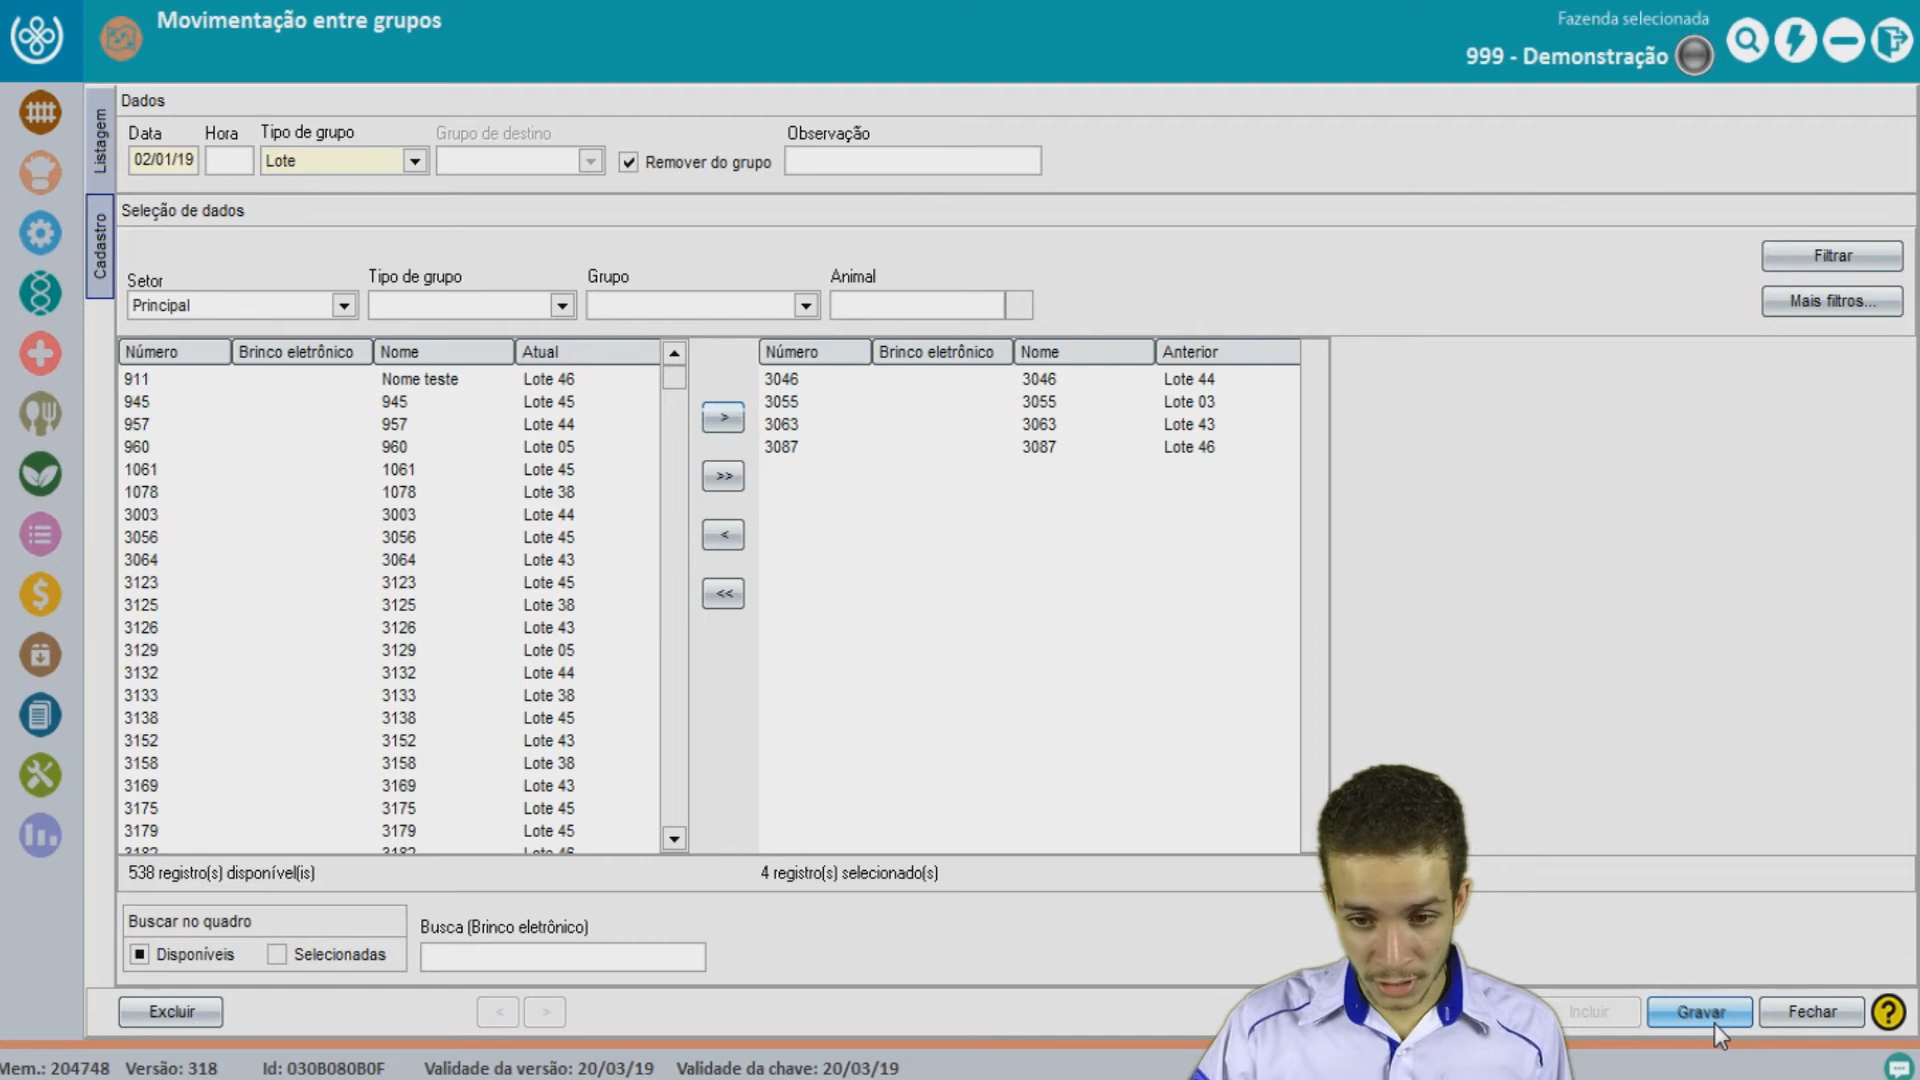 Movimentação entre grupos
Fazenda selecionada
999 - Demonstração
Listagem
Cadastro
Dados
Data Hora Tipo de grupo Grupo de destino Observação
02/01/19 Lote Remover do grupo
Seleção de dados
Filtrar
Setor Tipo de grupo Grupo Animal
Principal
Mais filtros...
Número Brinco eletrônico Nome Atual
911 Nome teste Lote 46
945 945 Lote 45
957 957 Lote 44
960 960 Lote 05
1061 1061 Lote 45
1078 1078 Lote 38
3003 3003 Lote 44
3056 3056 Lote 45
3064 3064 Lote 43
3123 3123 Lote 45
3125 3125 Lote 38
3126 3126 Lote 43
3129 3129 Lote 05
3132 3132 Lote 44
3133 3133 Lote 38
3138 3138 Lote 45
3152 3152 Lote 43
3158 3158 Lote 38
3169 3169 Lote 43
3175 3175 Lote 45
3179 3179 Lote 45
3182 3182 Lote 46
>
>>
<
<<
Número Brinco eletrônico Nome Anterior
3046 3046 Lote 44
3055 3055 Lote 03
3063 3063 Lote 43
3087 3087 Lote 46
538 registro(s) disponível(is)
4 registro(s) selecionado(s)
Buscar no quadro
Disponíveis Selecionadas
Busca (Brinco eletrônico)
Excluir < > Incluir Gravar Fechar ?
Mem.: 204748 Versão: 318 Id: 030B080B0F Validade da versão: 20/03/19 Validade da chave: 20/03/19